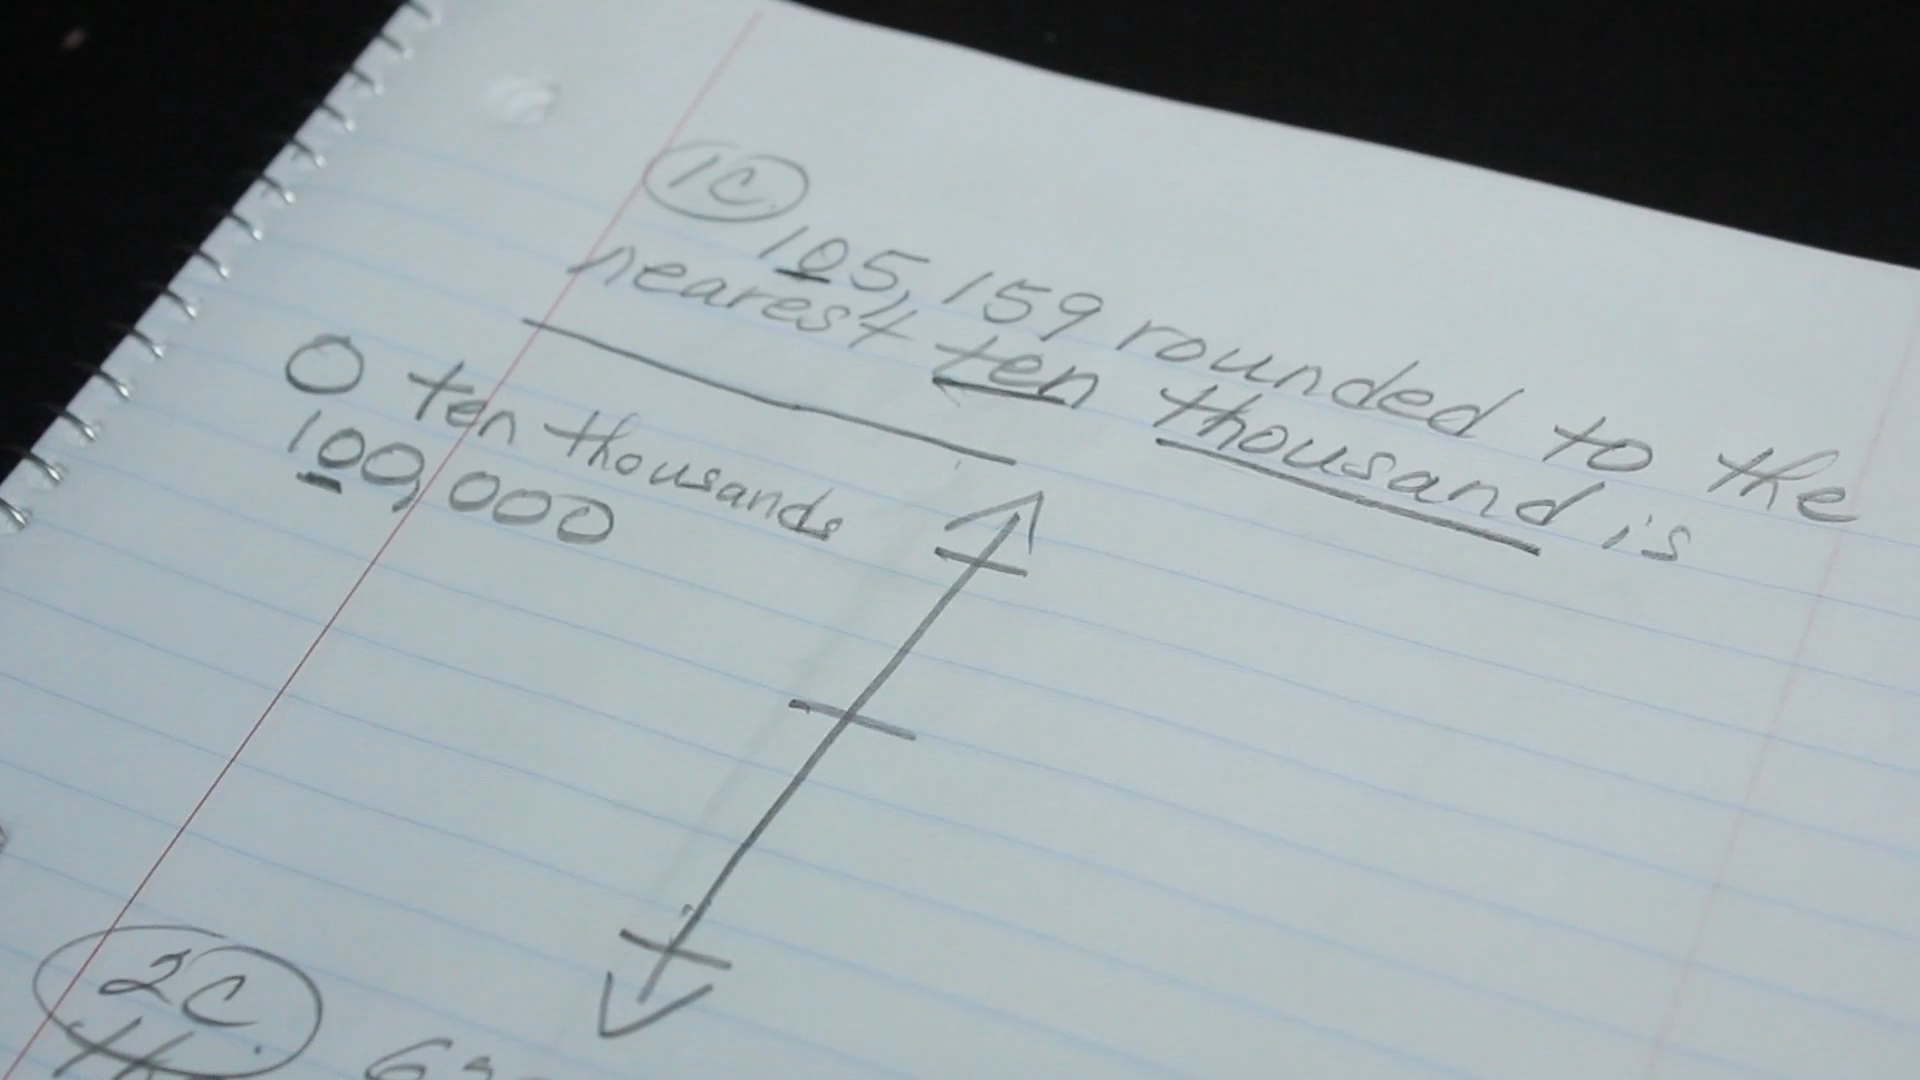 1c.
105,159 rounded to the
nearest ten thousand is
0 ten thousands
100,000
2c.